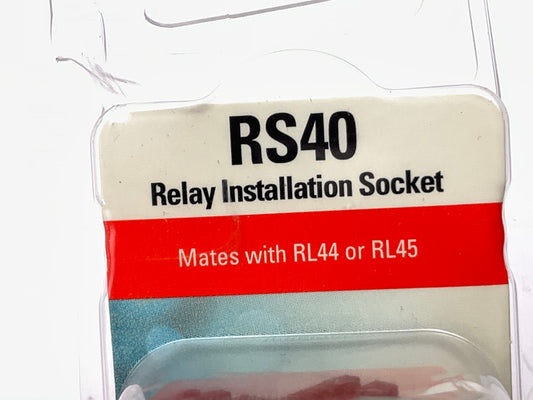 RS40
Relay Installation Socket
Mates with RL44 or RL45